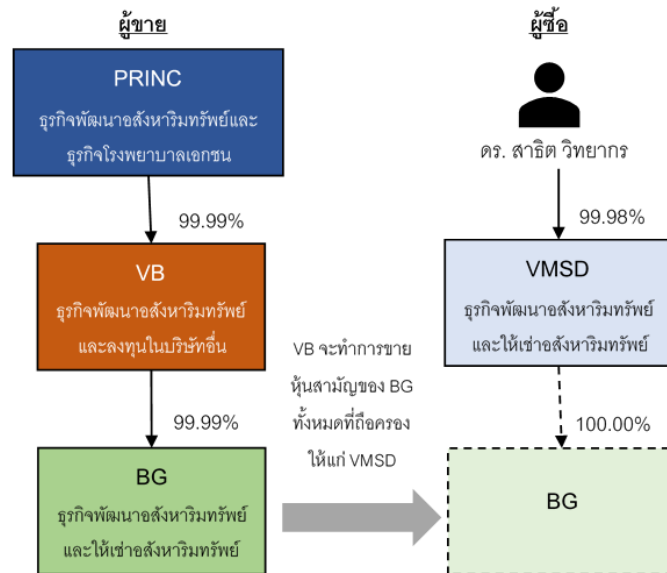 ผู้ขาย
PRINC
ธุรกิจพัฒนาอสังหาริมทรัพย์และ
ธุรกิจโรงพยาบาลเอกชน
99.99%
VB
ธุรกิจพัฒนาอสังหาริมทรัพย์
และลงทุนในบริษัทอื่น
99.99%
BG
ธุรกิจพัฒนาอสังหาริมทรัพย์
และให้เช่าอสังหาริมทรัพย์
VB จะทำการขาย
หุ้นสามัญของ BG
ทั้งหมดที่ถือครอง
ให้แก่ VMSD
ผู้ซื้อ
ดร. สาธิต วิทยากร
99.98%
VMSD
ธุรกิจพัฒนาอสังหาริมทรัพย์
และให้เช่าอสังหาริมทรัพย์
100.00%
BG